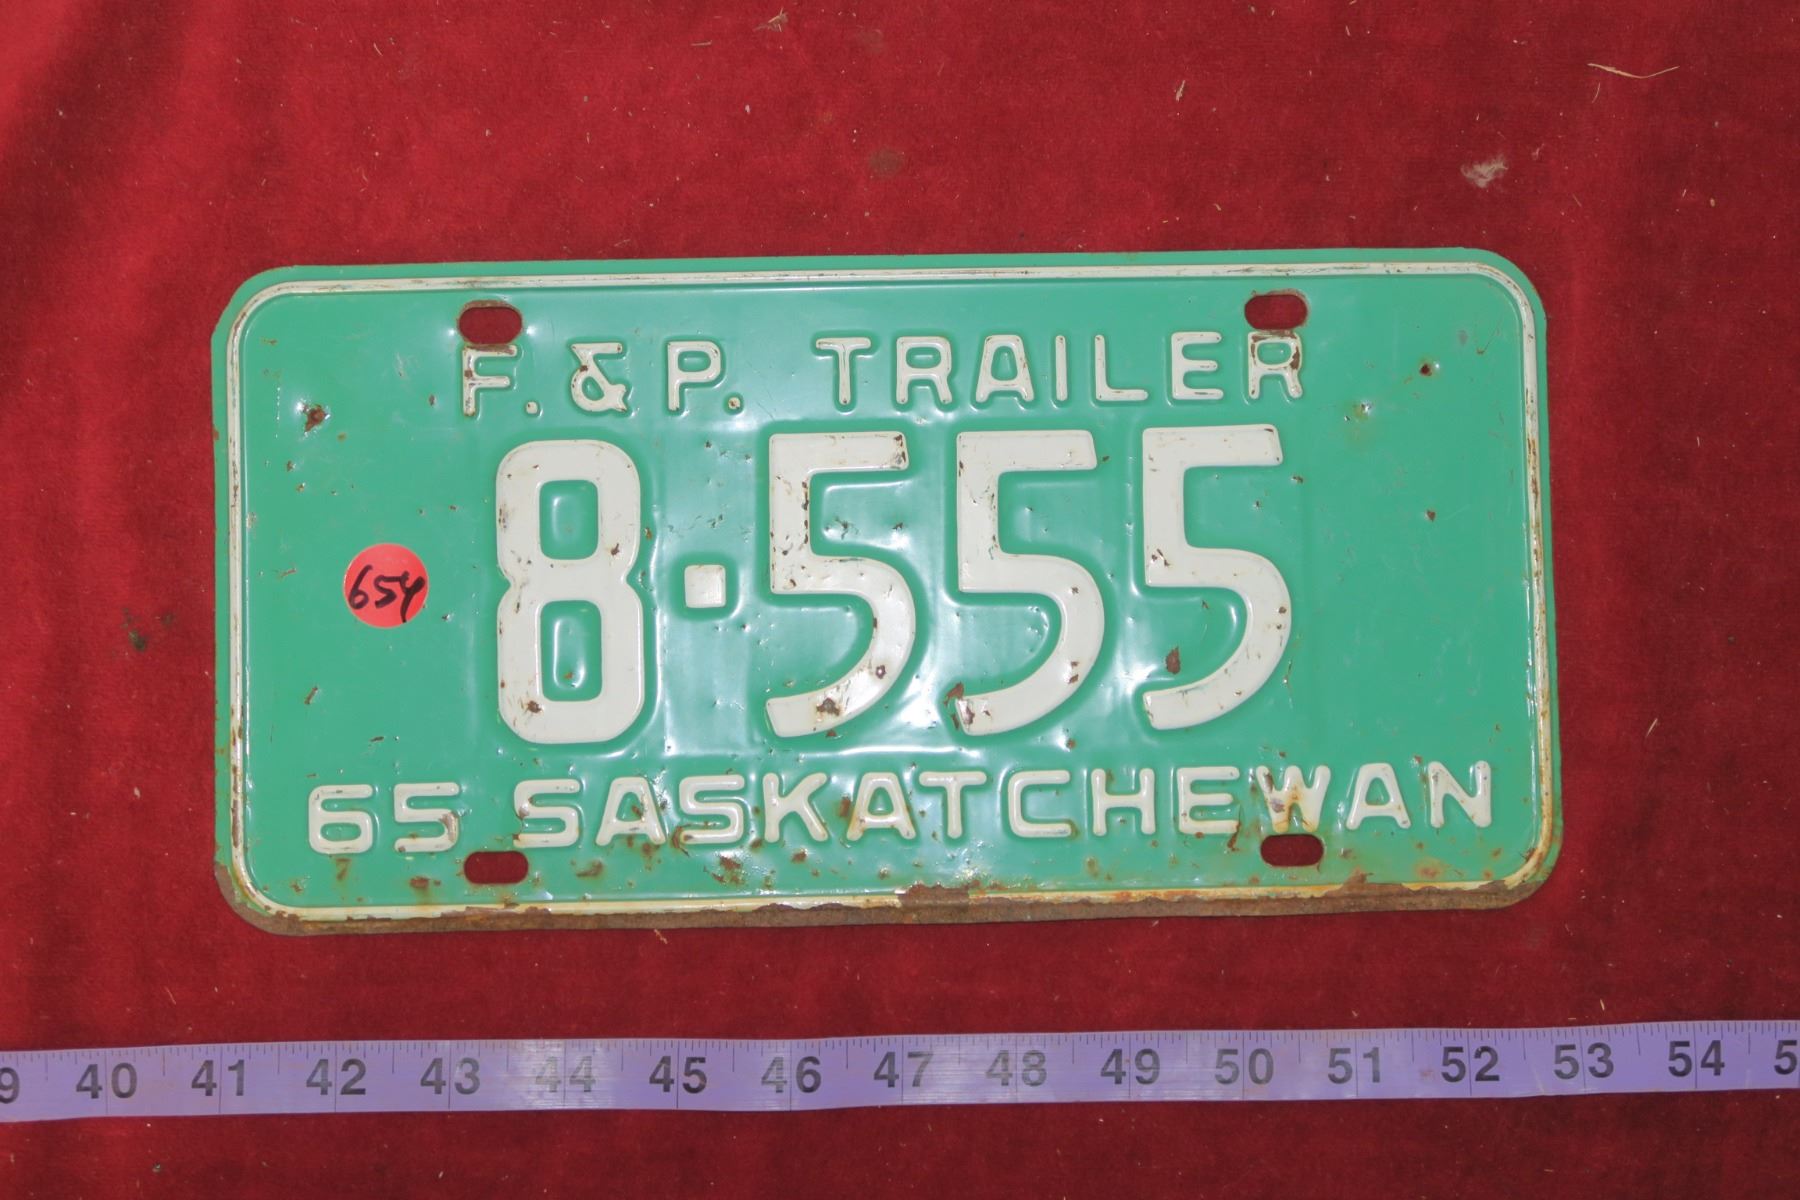 F. & P. TRAILER
8·555
654
65 SASKATCHEWAN
40 41 42 43 44 45 46 47 48 49 50 51 52 53 54